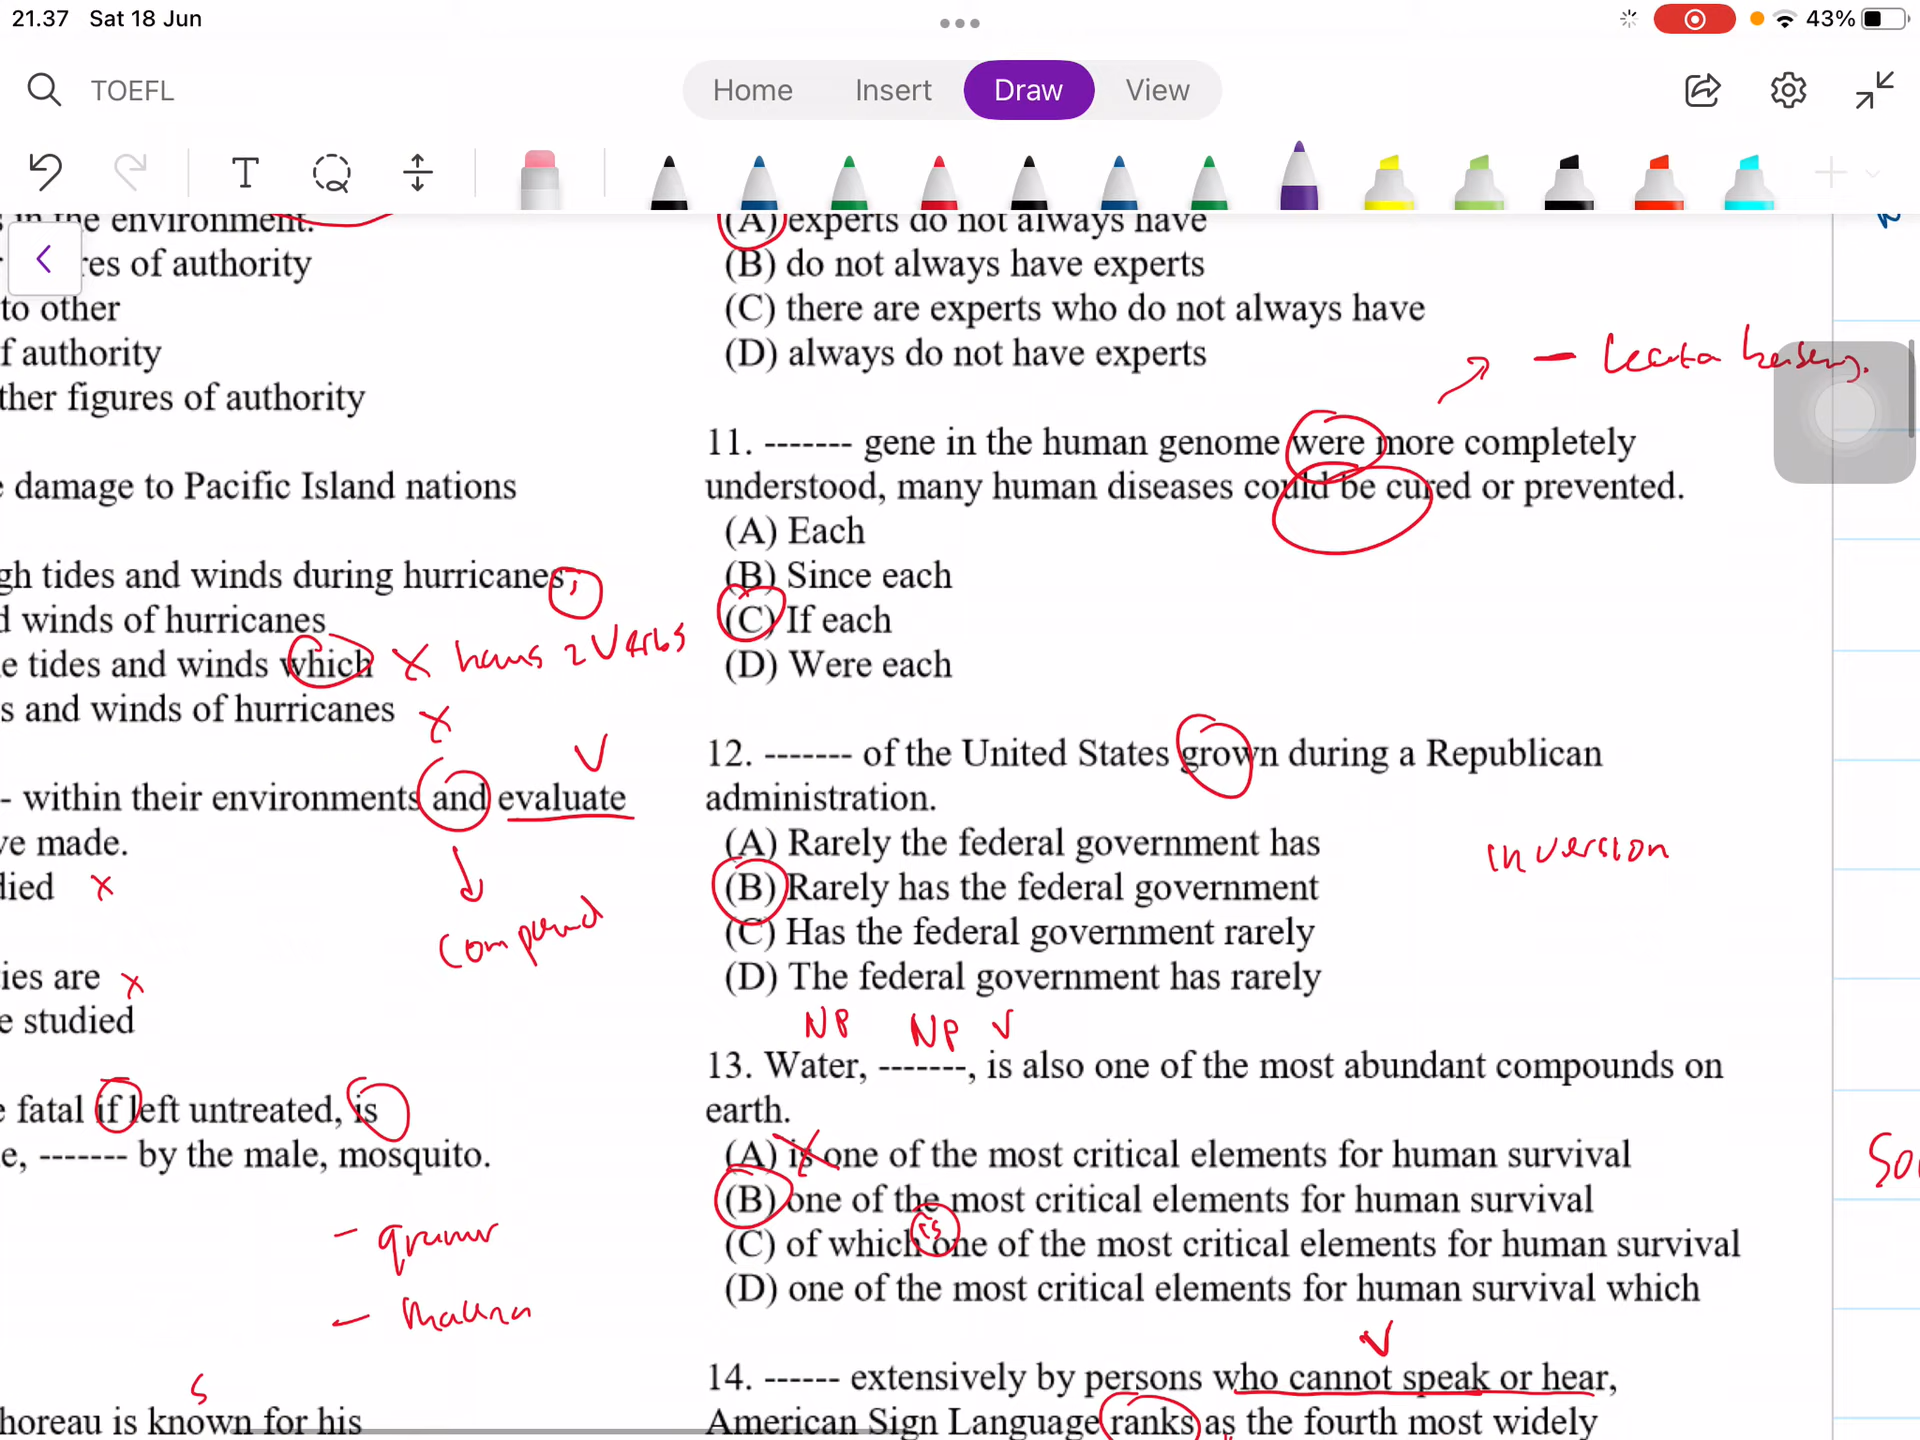 21.37 Sat 18 Jun
43%
TOEFL
Home Insert Draw View
T
s in the environment.
res of authority
to other
f authority
ther figures of authority
e damage to Pacific Island nations
gh tides and winds during hurricanes,
d winds of hurricanes
e tides and winds which x harus 2 Verbs
s and winds of hurricanes x
V
- within their environments and evaluate
ve made.
died x
compound
ies are x
e studied
e fatal if left untreated, is
e, ------- by the male, mosquito.
- grammar
- makna
S
horeau is known for his
(A) experts do not always have
(B) do not always have experts
(C) there are experts who do not always have
(D) always do not have experts
11. ------- gene in the human genome were more completely
understood, many human diseases could be cured or prevented.
(A) Each
(B) Since each
(C) If each
(D) Were each
12. ------- of the United States grown during a Republican
administration.
(A) Rarely the federal government has
inversion
(B) Rarely has the federal government
(C) Has the federal government rarely
(D) The federal government has rarely
NP NP V
13. Water, -------, is also one of the most abundant compounds on
earth.
(A) is one of the most critical elements for human survival
(B) one of the most critical elements for human survival
is
(C) of which one of the most critical elements for human survival
(D) one of the most critical elements for human survival which
V
14. ------ extensively by persons who cannot speak or hear,
American Sign Language ranks as the fourth most widely